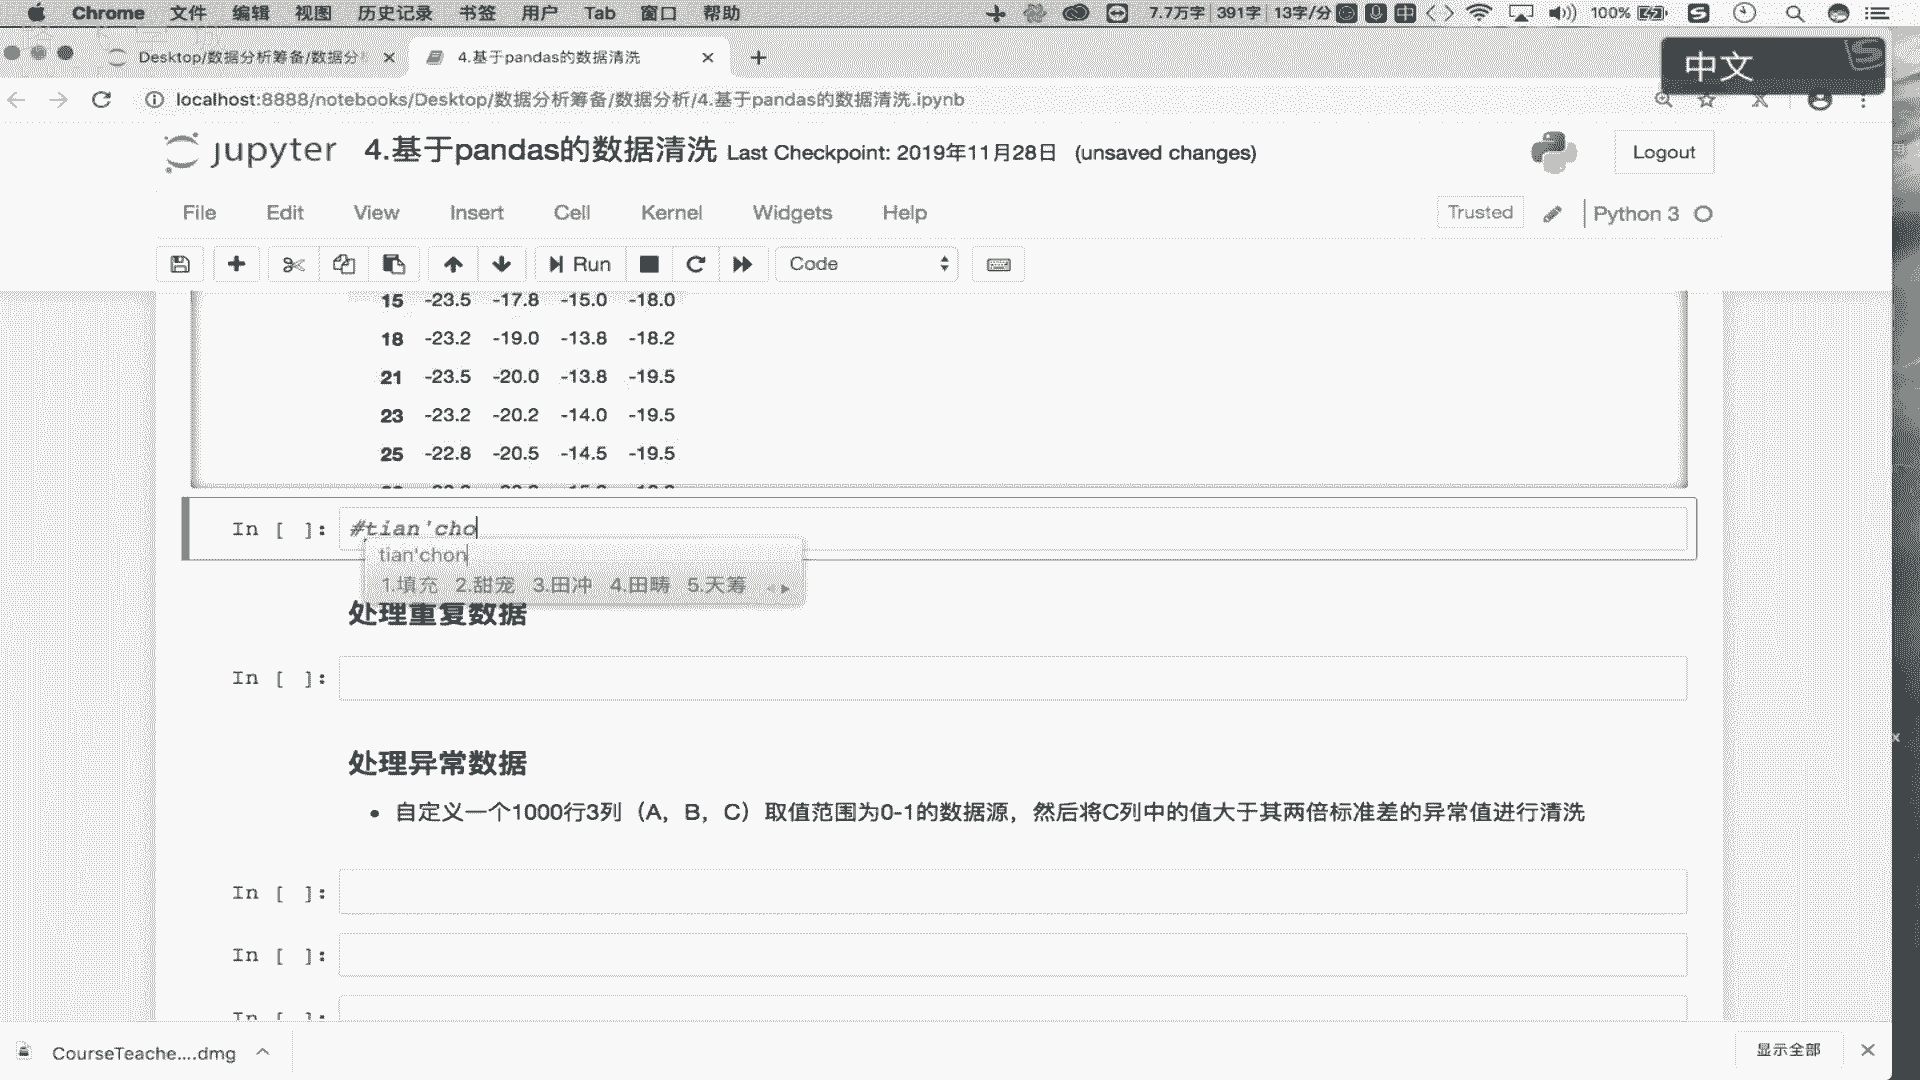 Chrome 文件 编辑 视图 历史记录 书签 用户 Tab 窗口 帮助 7.7万字 391字 13字/分 中 100%
Desktop/数据分析筹备/数据分 4.基于pandas的数据清洗
中文
localhost:8888/notebooks/Desktop/数据分析筹备/数据分析/4.基于pandas的数据清洗.ipynb
jupyter 4.基于pandas的数据清洗 Last Checkpoint: 2019年11月28日 (unsaved changes) Logout
File Edit View Insert Cell Kernel Widgets Help Trusted Python 3
Run Code
15 -23.5 -17.8 -15.0 -18.0
18 -23.2 -19.0 -13.8 -18.2
21 -23.5 -20.0 -13.8 -19.5
23 -23.2 -20.2 -14.0 -19.5
25 -22.8 -20.5 -14.5 -19.5
In [ ]: #tian'cho
tian'chon
1.填充 2.甜宠 3.田冲 4.田畴 5.天筹
处理重复数据
In [ ]:
处理异常数据
• 自定义一个1000行3列（A，B，C）取值范围为0-1的数据源，然后将C列中的值大于其两倍标准差的异常值进行清洗
In [ ]:
In [ ]:
In [ ]:
CourseTeache....dmg 显示全部